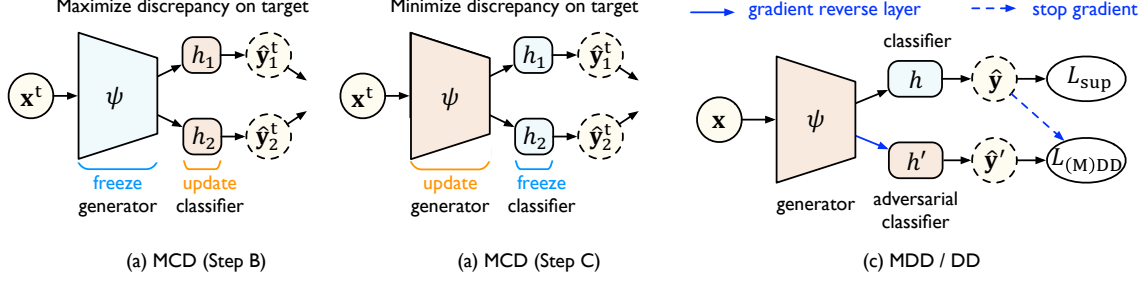 Maximize discrepancy on target
x^t
ψ
h_1
h_2
ŷ_1^t
ŷ_2^t
freeze
update
generator
classifier
(a) MCD (Step B)
Minimize discrepancy on target
x^t
ψ
h_1
h_2
ŷ_1^t
ŷ_2^t
update
freeze
generator
classifier
(a) MCD (Step C)
gradient reverse layer
stop gradient
classifier
x
ψ
h
ŷ
L_sup
h′
ŷ′
L_(M)DD
generator
adversarial
classifier
(c) MDD / DD